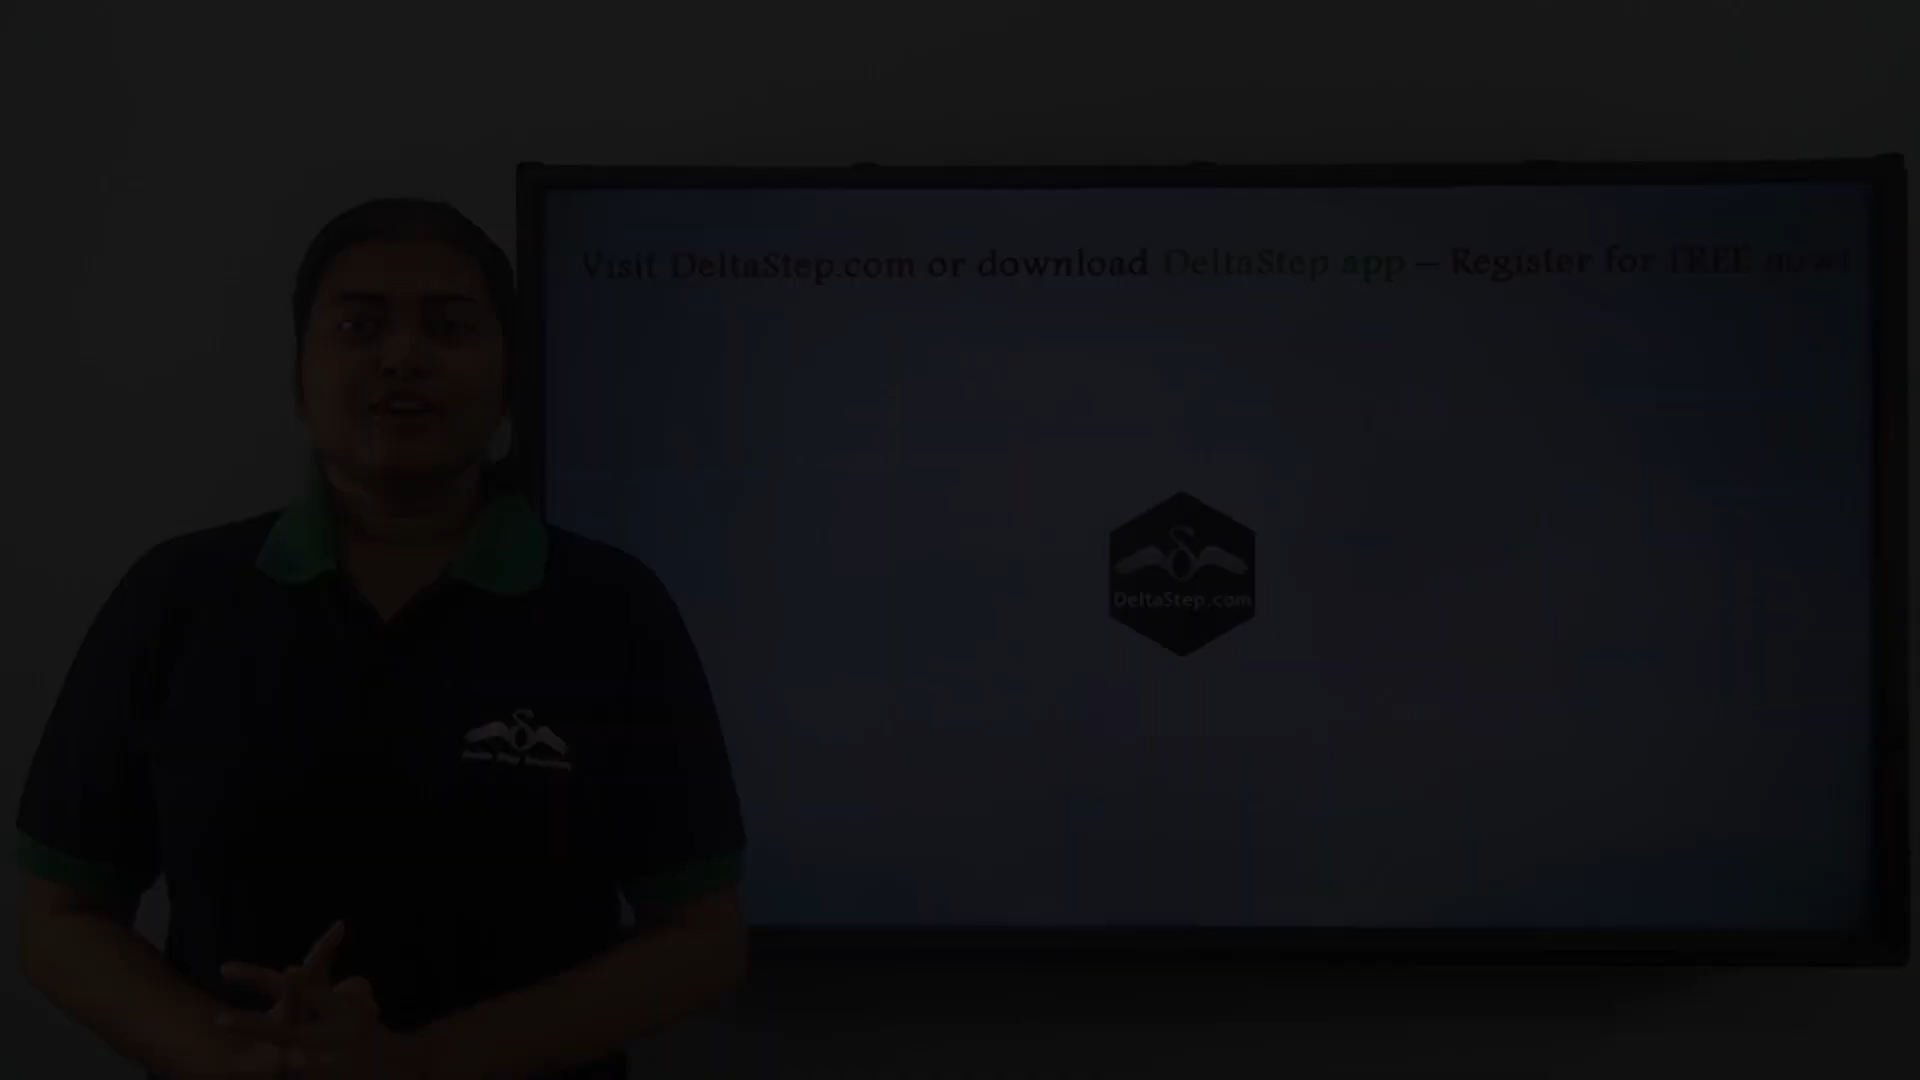 Visit DeltaStep.com or download DeltaStep app – Register for FREE now!
DeltaStep.com